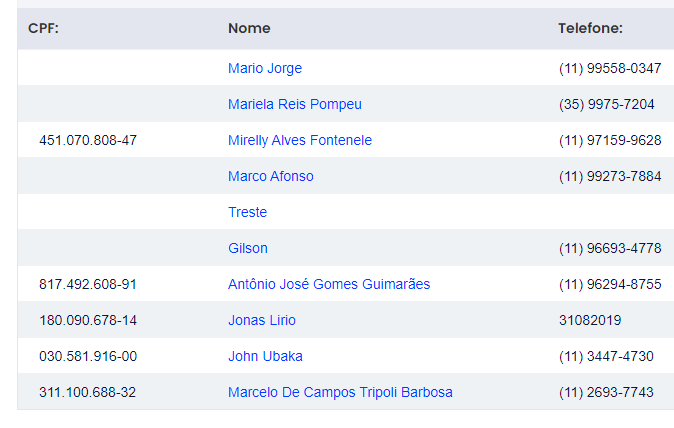 CPF: Nome Telefone:
Mario Jorge (11) 99558-0347
Mariela Reis Pompeu (35) 9975-7204
451.070.808-47 Mirelly Alves Fontenele (11) 97159-9628
Marco Afonso (11) 99273-7884
Treste
Gilson (11) 96693-4778
817.492.608-91 Antônio José Gomes Guimarães (11) 96294-8755
180.090.678-14 Jonas Lirio 31082019
030.581.916-00 John Ubaka (11) 3447-4730
311.100.688-32 Marcelo De Campos Tripoli Barbosa (11) 2693-7743